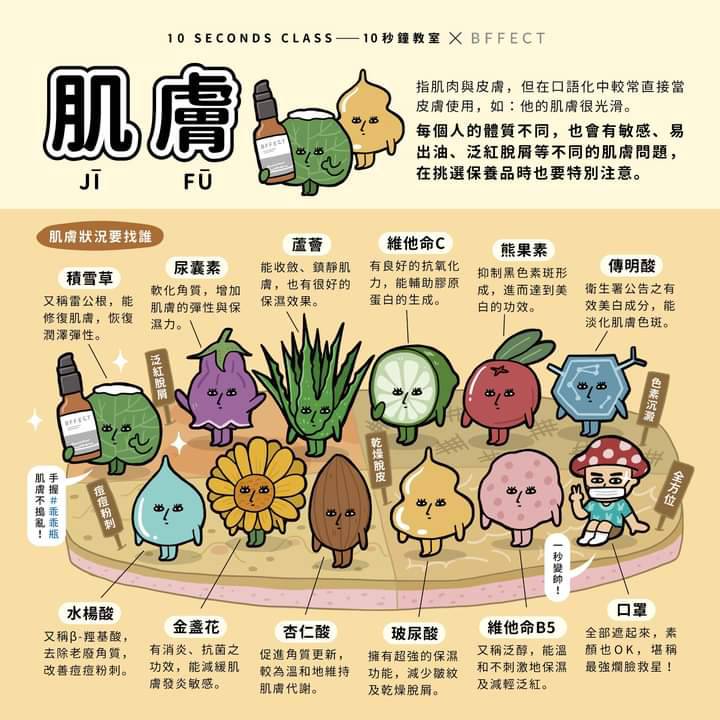 10 SECONDS CLASS——10秒鐘教室 × BFFECT
肌膚
JĪ FŪ
指肌肉與皮膚，但在口語化中較常直接當
皮膚使用，如：他的肌膚很光滑。
每個人的體質不同，也會有敏感、易
出油、泛紅脫屑等不同的肌膚問題，
在挑選保養品時也要特別注意。
BFFECT
肌膚狀況要找誰
積雪草
又稱雷公根，能
修復肌膚，恢復
潤澤彈性。
尿囊素
軟化角質，增加
肌膚的彈性與保
濕力。
蘆薈
能收斂、鎮靜肌
膚，也有很好的
保濕效果。
維他命C
有良好的抗氧化
力，能輔助膠原
蛋白的生成。
熊果素
抑制黑色素斑形
成，進而達到美
白的功效。
傳明酸
衛生署公告之有
效美白成分，能
淡化肌膚色斑。
BFFECT
泛紅脫屑
色素沉澱
乾燥脫皮
痘痘粉刺
全方位
手握#乖乖瓶
肌膚不搗亂！
一秒變帥！
水楊酸
又稱β-羥基酸，
去除老廢角質，
改善痘痘粉刺。
金盞花
有消炎、抗菌之
功效，能減緩肌
膚發炎敏感。
杏仁酸
促進角質更新，
較為溫和地維持
肌膚代謝。
玻尿酸
擁有超強的保濕
功能，減少皺紋
及乾燥脫屑。
維他命B5
又稱泛醇，能溫
和不刺激地保濕
及減輕泛紅。
口罩
全部遮起來，素
顏也OK，堪稱
最強爛臉救星！